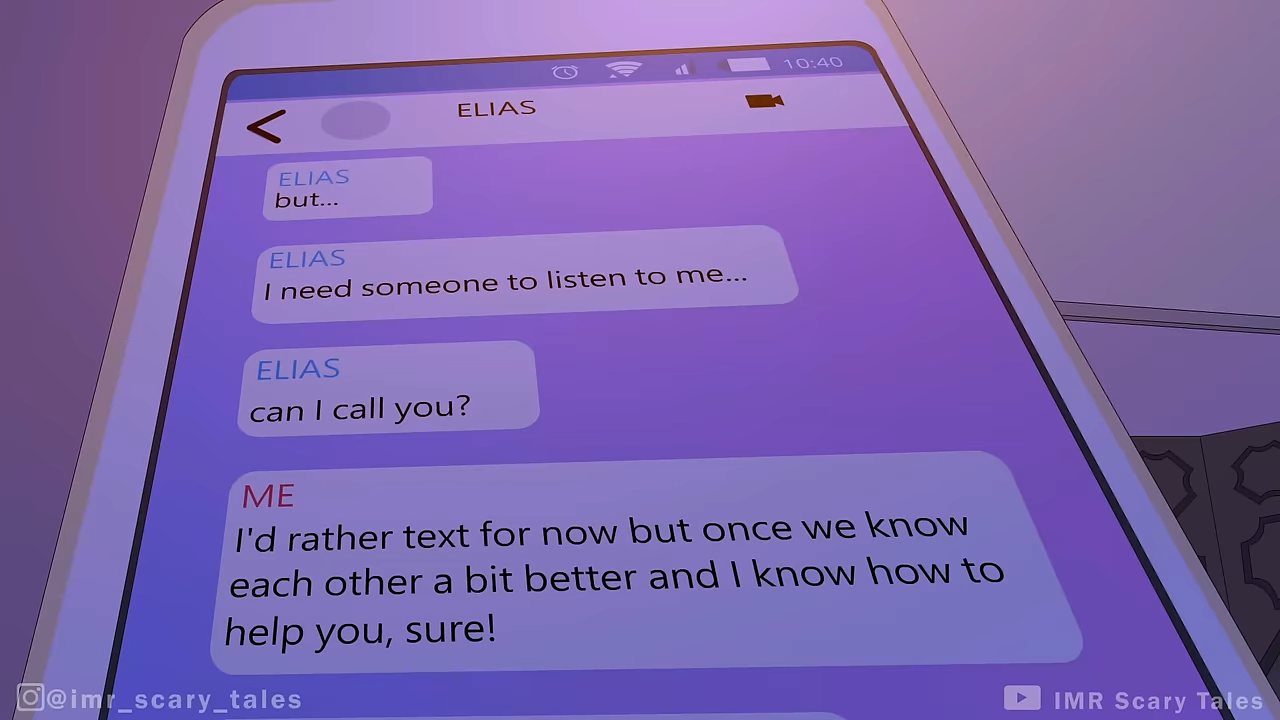 10:40
ELIAS
ELIAS
but...
ELIAS
I need someone to listen to me...
ELIAS
can I call you?
ME
I'd rather text for now but once we know
each other a bit better and I know how to
help you, sure!
@imr_scary_tales
IMR Scary Tales